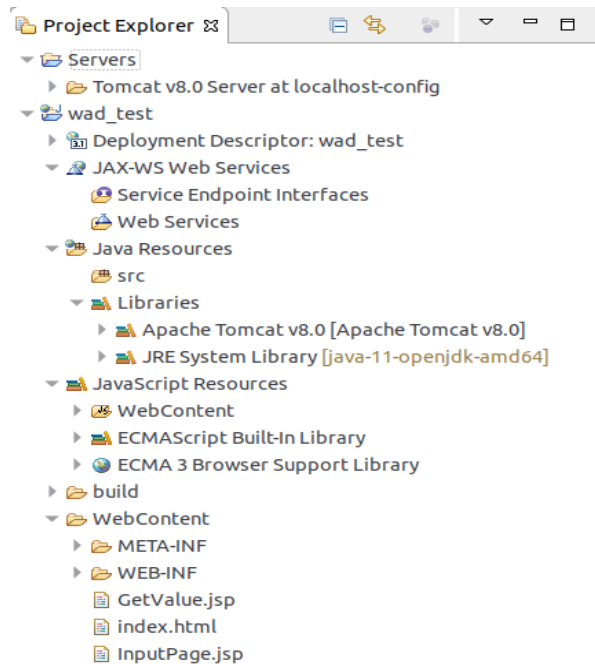 Project Explorer
Servers
Tomcat v8.0 Server at localhost-config
wad_test
Deployment Descriptor: wad_test
JAX-WS Web Services
Service Endpoint Interfaces
Web Services
Java Resources
src
Libraries
Apache Tomcat v8.0 [Apache Tomcat v8.0]
JRE System Library [java-11-openjdk-amd64]
JavaScript Resources
WebContent
ECMAScript Built-In Library
ECMA 3 Browser Support Library
build
WebContent
META-INF
WEB-INF
GetValue.jsp
index.html
InputPage.jsp